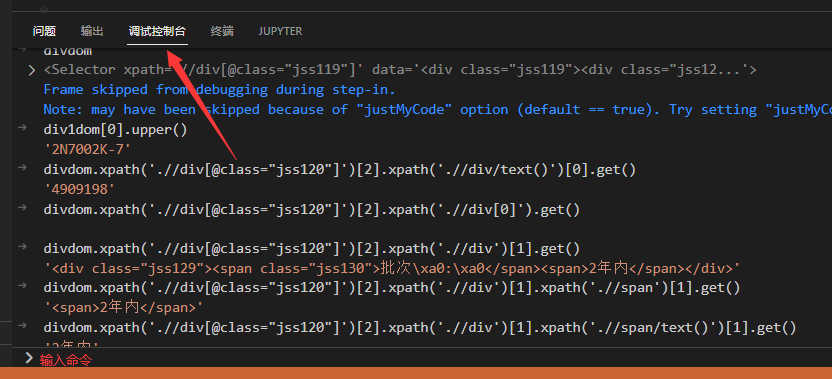 问题 输出 调试控制台 终端 JUPYTER
divdom
<Selector xpath='.//div[@class="jss119"]' data='<div class="jss119"><div class="jss12...'>
Frame skipped from debugging during step-in.
Note: may have been skipped because of "justMyCode" option (default == true). Try setting "justMyCo
div1dom[0].upper()
'2N7002K-7'
divdom.xpath('.//div[@class="jss120"]')[2].xpath('.//div/text()')[0].get()
'4909198'
divdom.xpath('.//div[@class="jss120"]')[2].xpath('.//div[0]').get()
divdom.xpath('.//div[@class="jss120"]')[2].xpath('.//div')[1].get()
'<div class="jss129"><span class="jss130">批次\xa0:\xa0</span><span>2年内</span></div>'
divdom.xpath('.//div[@class="jss120"]')[2].xpath('.//div')[1].xpath('.//span')[1].get()
'<span>2年内</span>'
divdom.xpath('.//div[@class="jss120"]')[2].xpath('.//div')[1].xpath('.//span/text()')[1].get()
'2年内'
输入命令